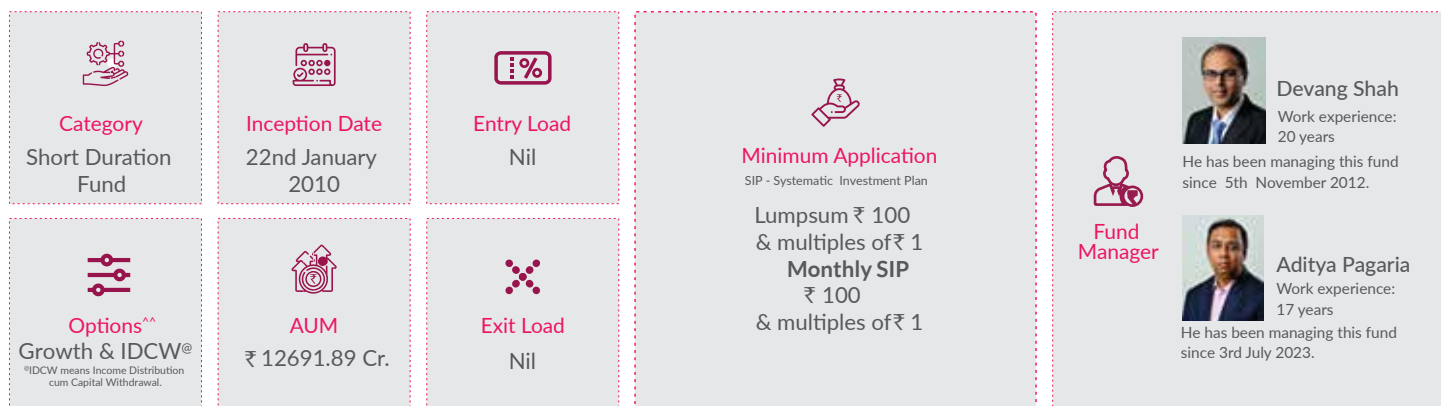 Category
Short Duration
Fund
Inception Date
22nd January
2010
Entry Load
Nil
Options^^
Growth & IDCW@
@IDCW means Income Distribution
cum Capital Withdrawal.
AUM
₹ 12691.89 Cr.
Exit Load
Nil
Minimum Application
SIP - Systematic Investment Plan
Lumpsum ₹ 100
& multiples of ₹ 1
Monthly SIP
₹ 100
& multiples of ₹ 1
Fund
Manager
Devang Shah
Work experience:
20 years
He has been managing this fund
since 5th November 2012.
Aditya Pagaria
Work experience:
17 years
He has been managing this fund
since 3rd July 2023.